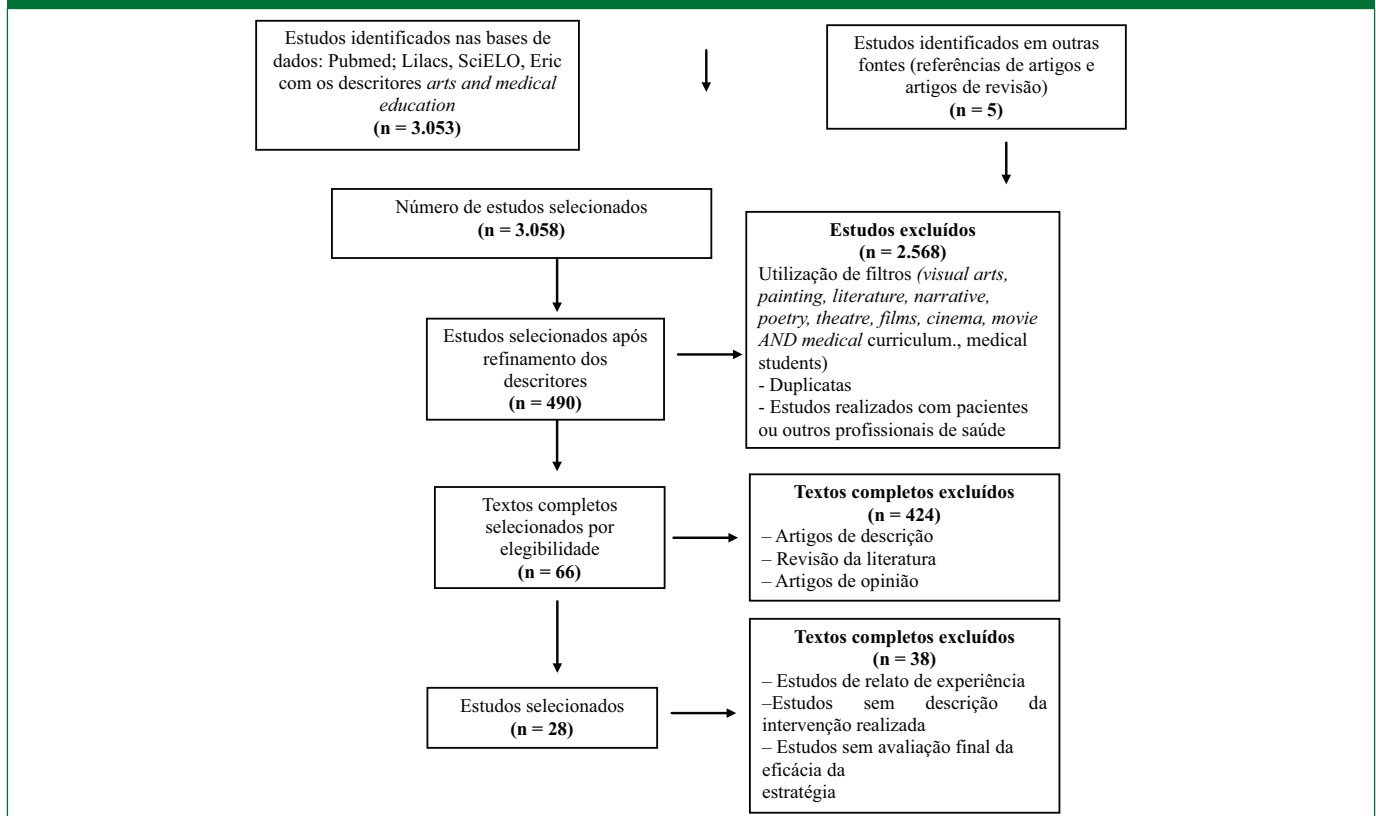 Estudos identificados nas bases de
dados: Pubmed; Lilacs, SciELO, Eric
com os descritores arts and medical
education
(n = 3.053)
Estudos identificados em outras
fontes (referências de artigos e
artigos de revisão)
(n = 5)
Número de estudos selecionados
(n = 3.058)
Estudos excluídos
(n = 2.568)
Utilização de filtros (visual arts,
painting, literature, narrative,
poetry, theatre, films, cinema, movie
AND medical curriculum., medical
students)
- Duplicatas
- Estudos realizados com pacientes
ou outros profissionais de saúde
Estudos selecionados após
refinamento dos
descritores
(n = 490)
Textos completos
selecionados por
elegibilidade
(n = 66)
Textos completos excluídos
(n = 424)
– Artigos de descrição
– Revisão da literatura
– Artigos de opinião
Estudos selecionados
(n = 28)
Textos completos excluídos
(n = 38)
– Estudos de relato de experiência
–Estudos sem descrição da
intervenção realizada
– Estudos sem avaliação final da
eficácia da
estratégia